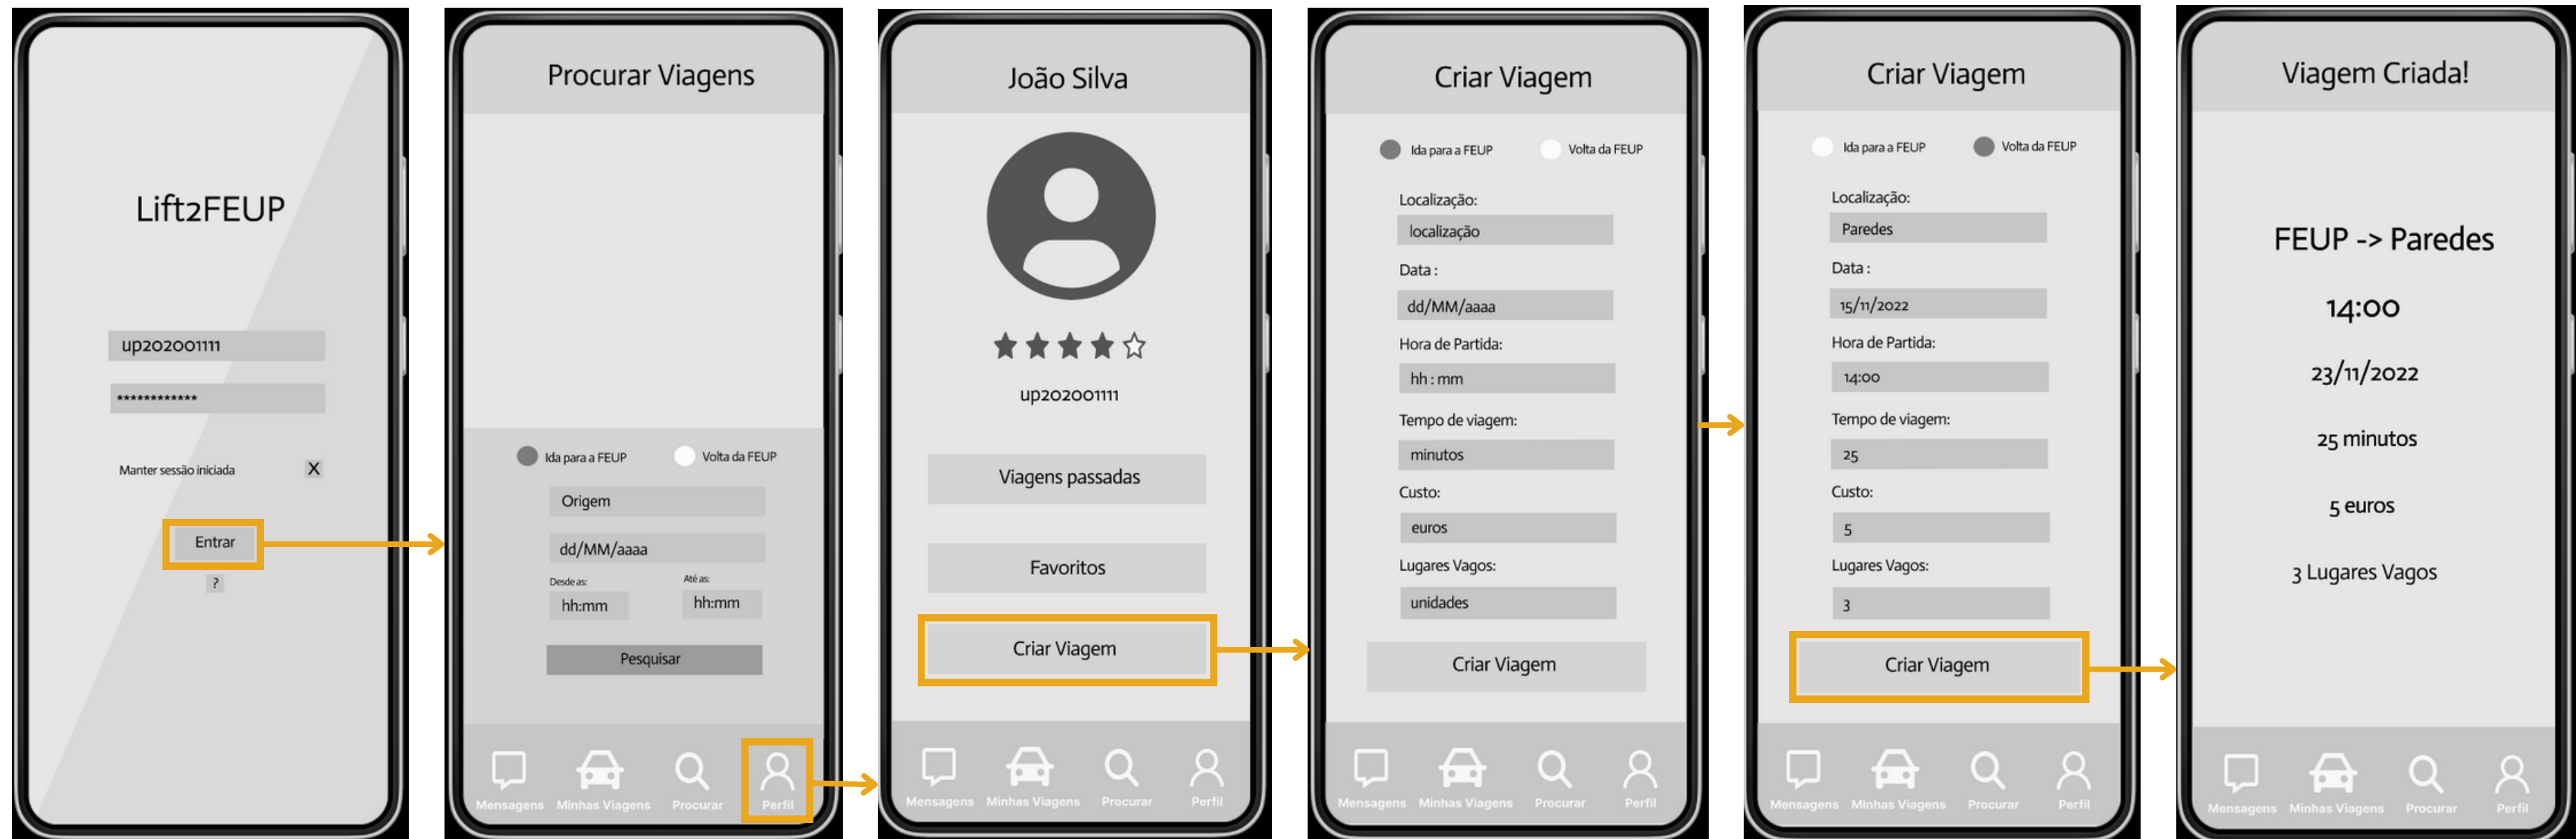 Lift2FEUP
up202001111
************
Manter sessão iniciada X
Entrar
?
Procurar Viagens
Ida para a FEUP Volta da FEUP
Origem
dd/MM/aaaa
Desde as: Até as:
hh:mm hh:mm
Pesquisar
Mensagens Minhas Viagens Procurar Perfil
João Silva
up202001111
Viagens passadas
Favoritos
Criar Viagem
Mensagens Minhas Viagens Procurar Perfil
Criar Viagem
Ida para a FEUP Volta da FEUP
Localização:
localização
Data :
dd/MM/aaaa
Hora de Partida:
hh : mm
Tempo de viagem:
minutos
Custo:
euros
Lugares Vagos:
unidades
Criar Viagem
Mensagens Minhas Viagens Procurar Perfil
Criar Viagem
Ida para a FEUP Volta da FEUP
Localização:
Paredes
Data :
15/11/2022
Hora de Partida:
14:00
Tempo de viagem:
25
Custo:
5
Lugares Vagos:
3
Criar Viagem
Mensagens Minhas Viagens Procurar Perfil
Viagem Criada!
FEUP -> Paredes
14:00
23/11/2022
25 minutos
5 euros
3 Lugares Vagos
Mensagens Minhas Viagens Procurar Perfil